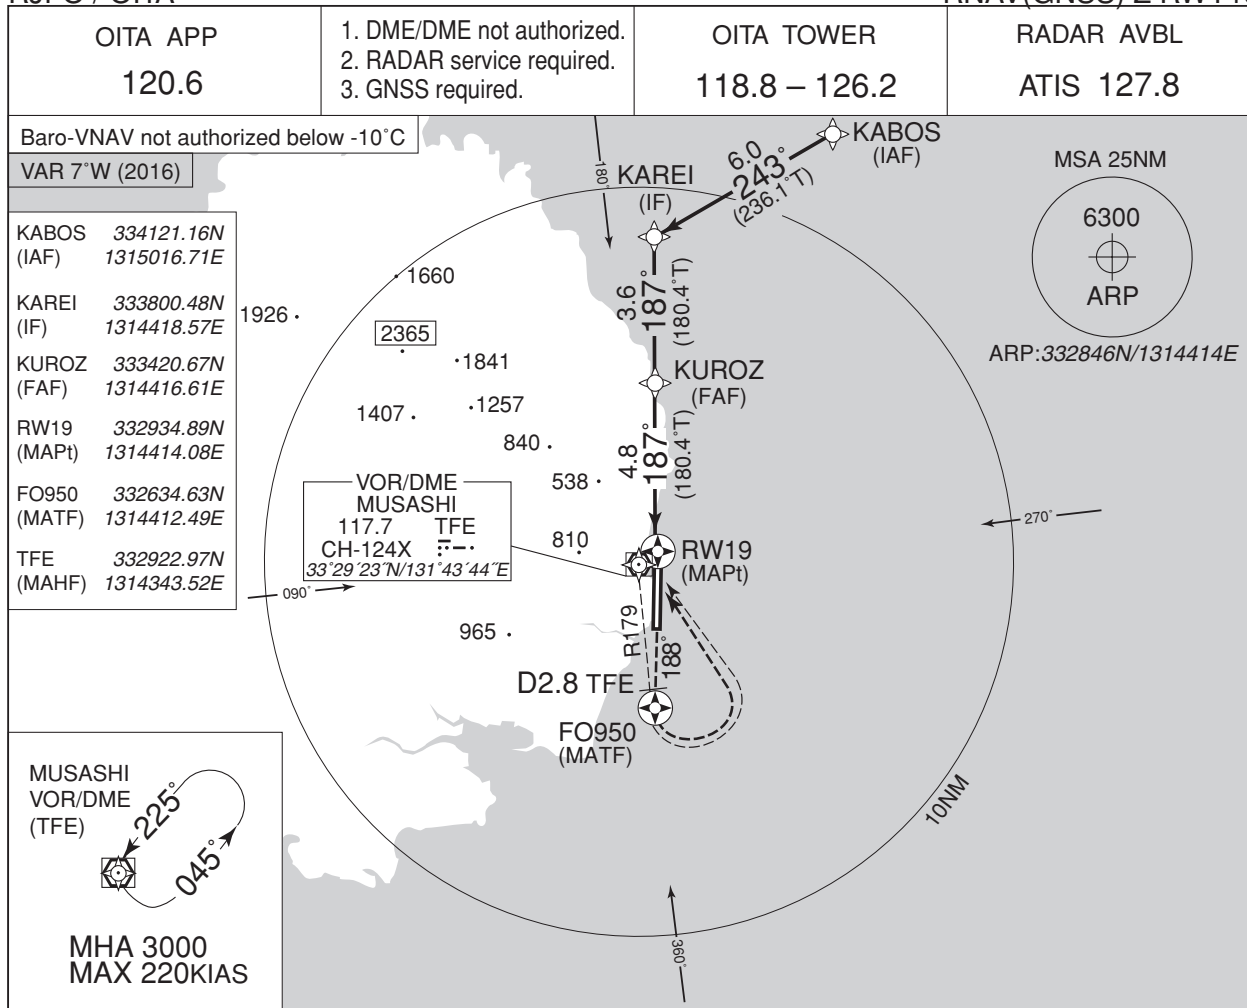 OITA APP
120.6
1. DME/DME not authorized.
2. RADAR service required.
3. GNSS required.
OITA TOWER
118.8 – 126.2
RADAR AVBL
ATIS 127.8
Baro-VNAV not authorized below -10˚C
VAR 7˚W (2016)
KABOS 334121.16N
(IAF) 1315016.71E
KAREI 333800.48N
(IF) 1314418.57E
KUROZ 333420.67N
(FAF) 1314416.61E
RW19 332934.89N
(MAPt) 1314414.08E
FO950 332634.63N
(MATF) 1314412.49E
TFE 332922.97N
(MAHF) 1314343.52E
180˚
KABOS
(IAF)
6.0
243˚
(236.1˚T)
KAREI
(IF)
MSA 25NM
6300
ARP
ARP:332846N/1314414E
1660
1926
2365
1841
1407
1257
840
538
810
965
3.6
187˚
(180.4˚T)
KUROZ
(FAF)
4.8
187˚
(180.4˚T)
VOR/DME
MUSASHI
117.7 TFE
CH-124X
33˚29´23˝N/131˚43´44˝E
RW19
(MAPt)
270˚
090˚
R179
188˚
D2.8 TFE
FO950
(MATF)
10NM
360˚
MUSASHI
VOR/DME
(TFE)
225˚
045˚
MHA 3000
MAX 220KIAS